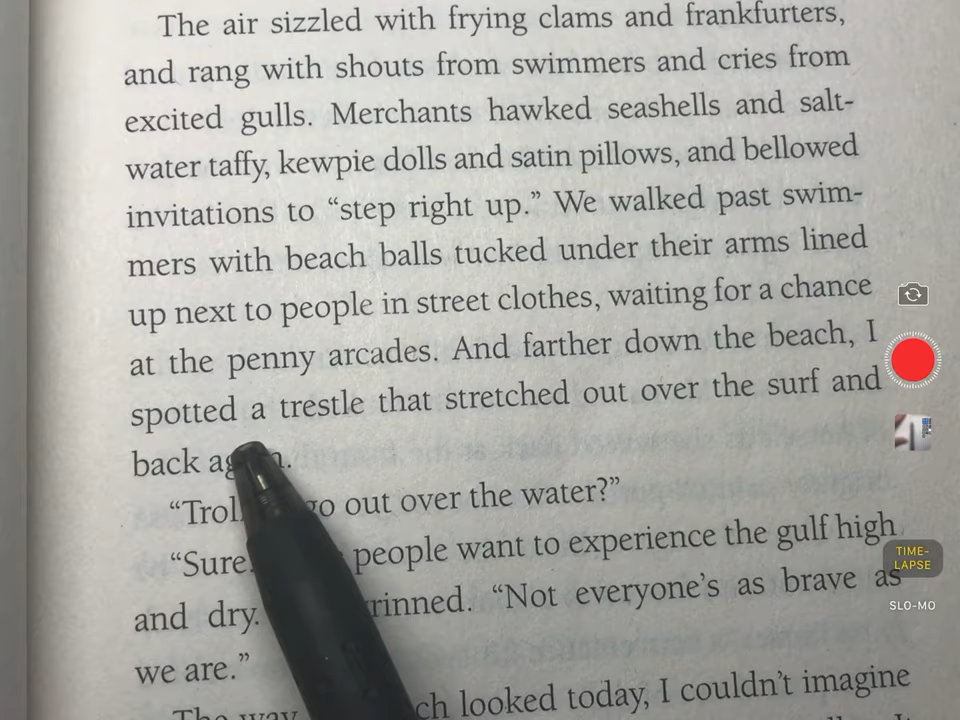 The air sizzled with frying clams and frankfurters,
and rang with shouts from swimmers and cries from
excited gulls. Merchants hawked seashells and salt-
water taffy, kewpie dolls and satin pillows, and bellowed
invitations to “step right up.” We walked past swim-
mers with beach balls tucked under their arms lined
up next to people in street clothes, waiting for a chance
at the penny arcades. And farther down the beach, I
spotted a trestle that stretched out over the surf and
back
“ go out over the water?”
“Sure. people want to experience the gulf high
and dry. “Not everyone’s as brave as
we are.”
The way looked today, I couldn’t imagine
TIME-
LAPSE
SLO-MO